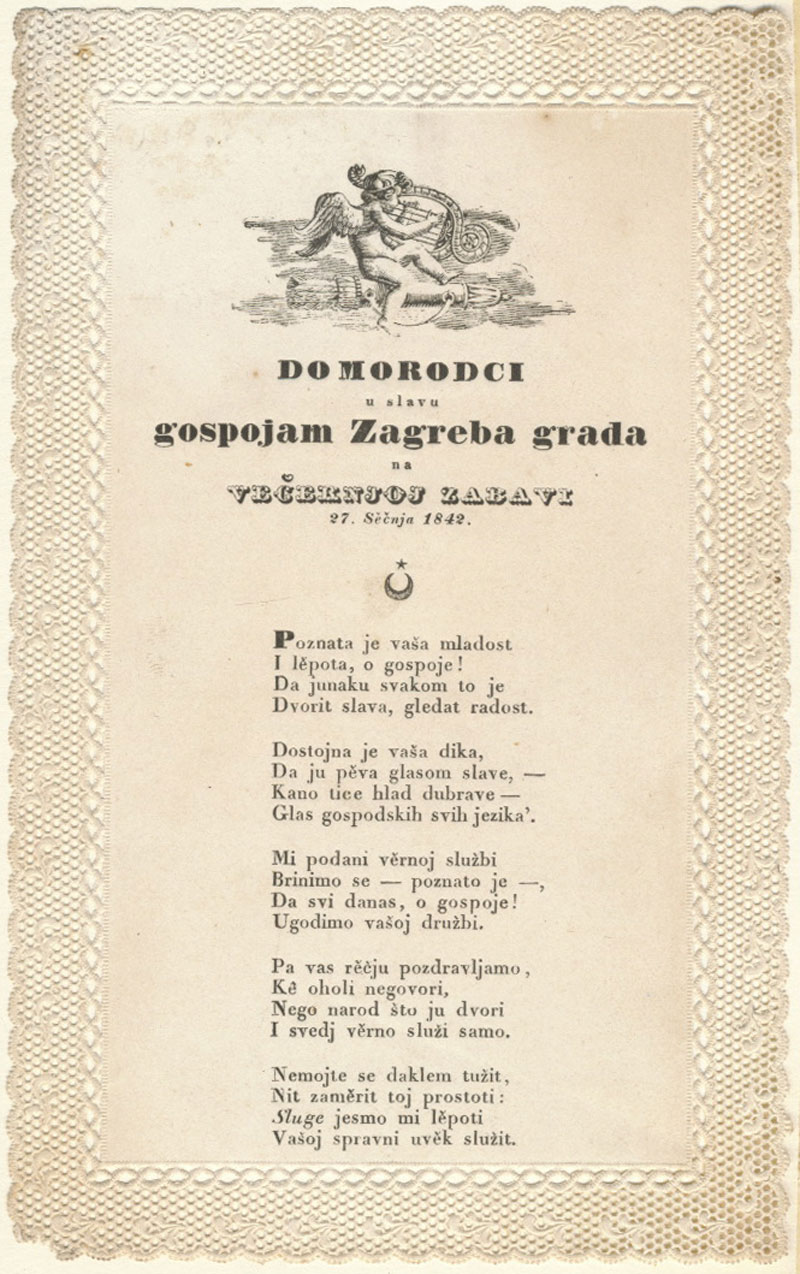 DOMORODCI
u slavu
gospojam Zagreba grada
na
VEČERNJOJ ZABAVI
27. Sěčnja 1842.
Poznata je vaša mladost
I lěpota, o gospoje!
Da junaku svakom to je
Dvorit slava, gledat radost.
Dostojna je vaša dika,
Da ju pěva glasom slave, —
Kano tice hlad dubrave —
Glas gospodskih svih jezika’.
Mi podani věrnoj službi
Brinimo se — poznato je —,
Da svi danas, o gospoje!
Ugodimo vašoj družbi.
Pa vas rěčju pozdravljamo,
Kê oholi negovori,
Nego narod što ju dvori
I svedj věrno služi samo.
Nemojte se daklem tužit,
Nit zaměrit toj prostoti:
Sluge jesmo mi lěpoti
Vašoj spravni uvěk služit.